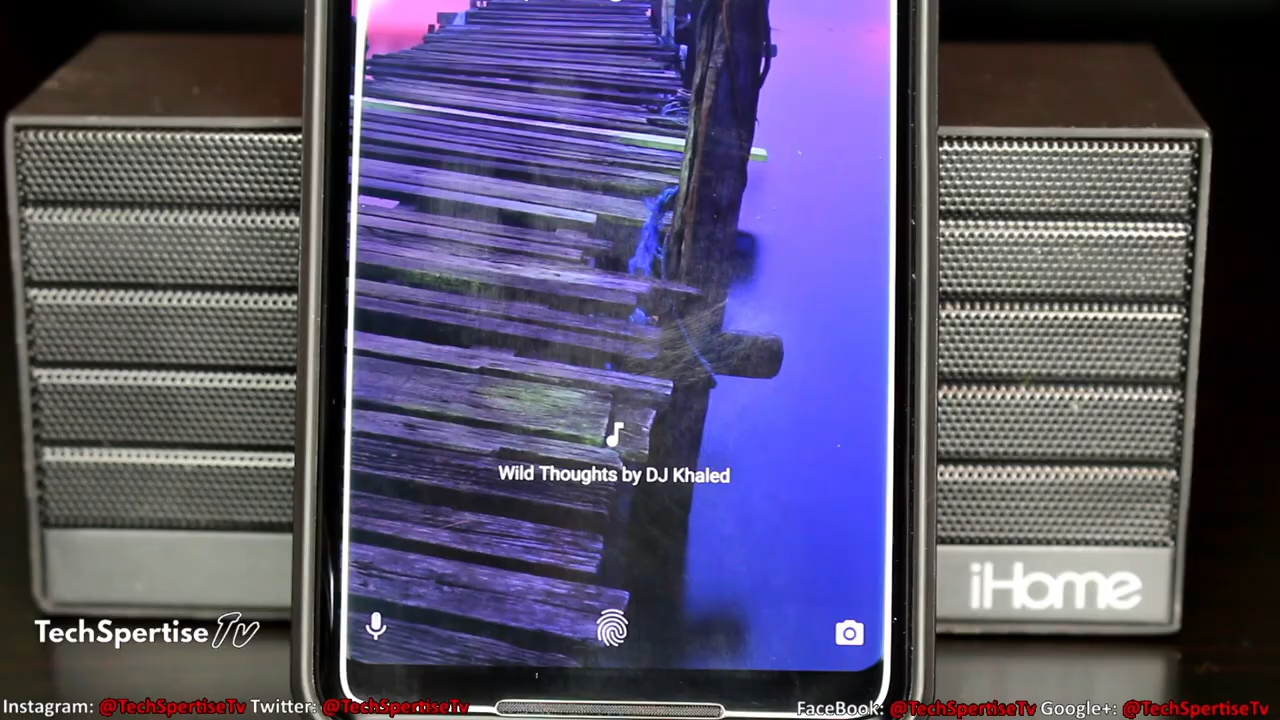 Wild Thoughts by DJ Khaled
iHome
TechSpertise Tv
Instagram: @TechSpertiseTv Twitter: @TechSpertiseTv
FaceBook: @TechSpertiseTv Google+: @TechSpertiseTv